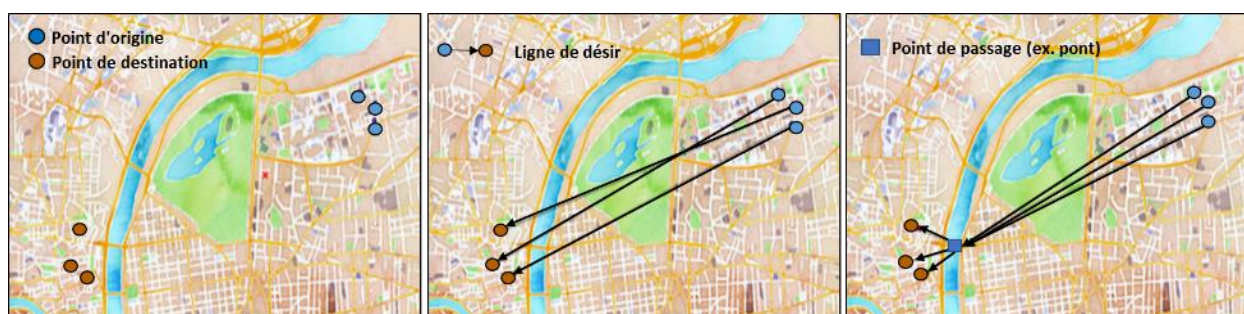 Point d'origine
Point de destination
Ligne de désir
Point de passage (ex. pont)